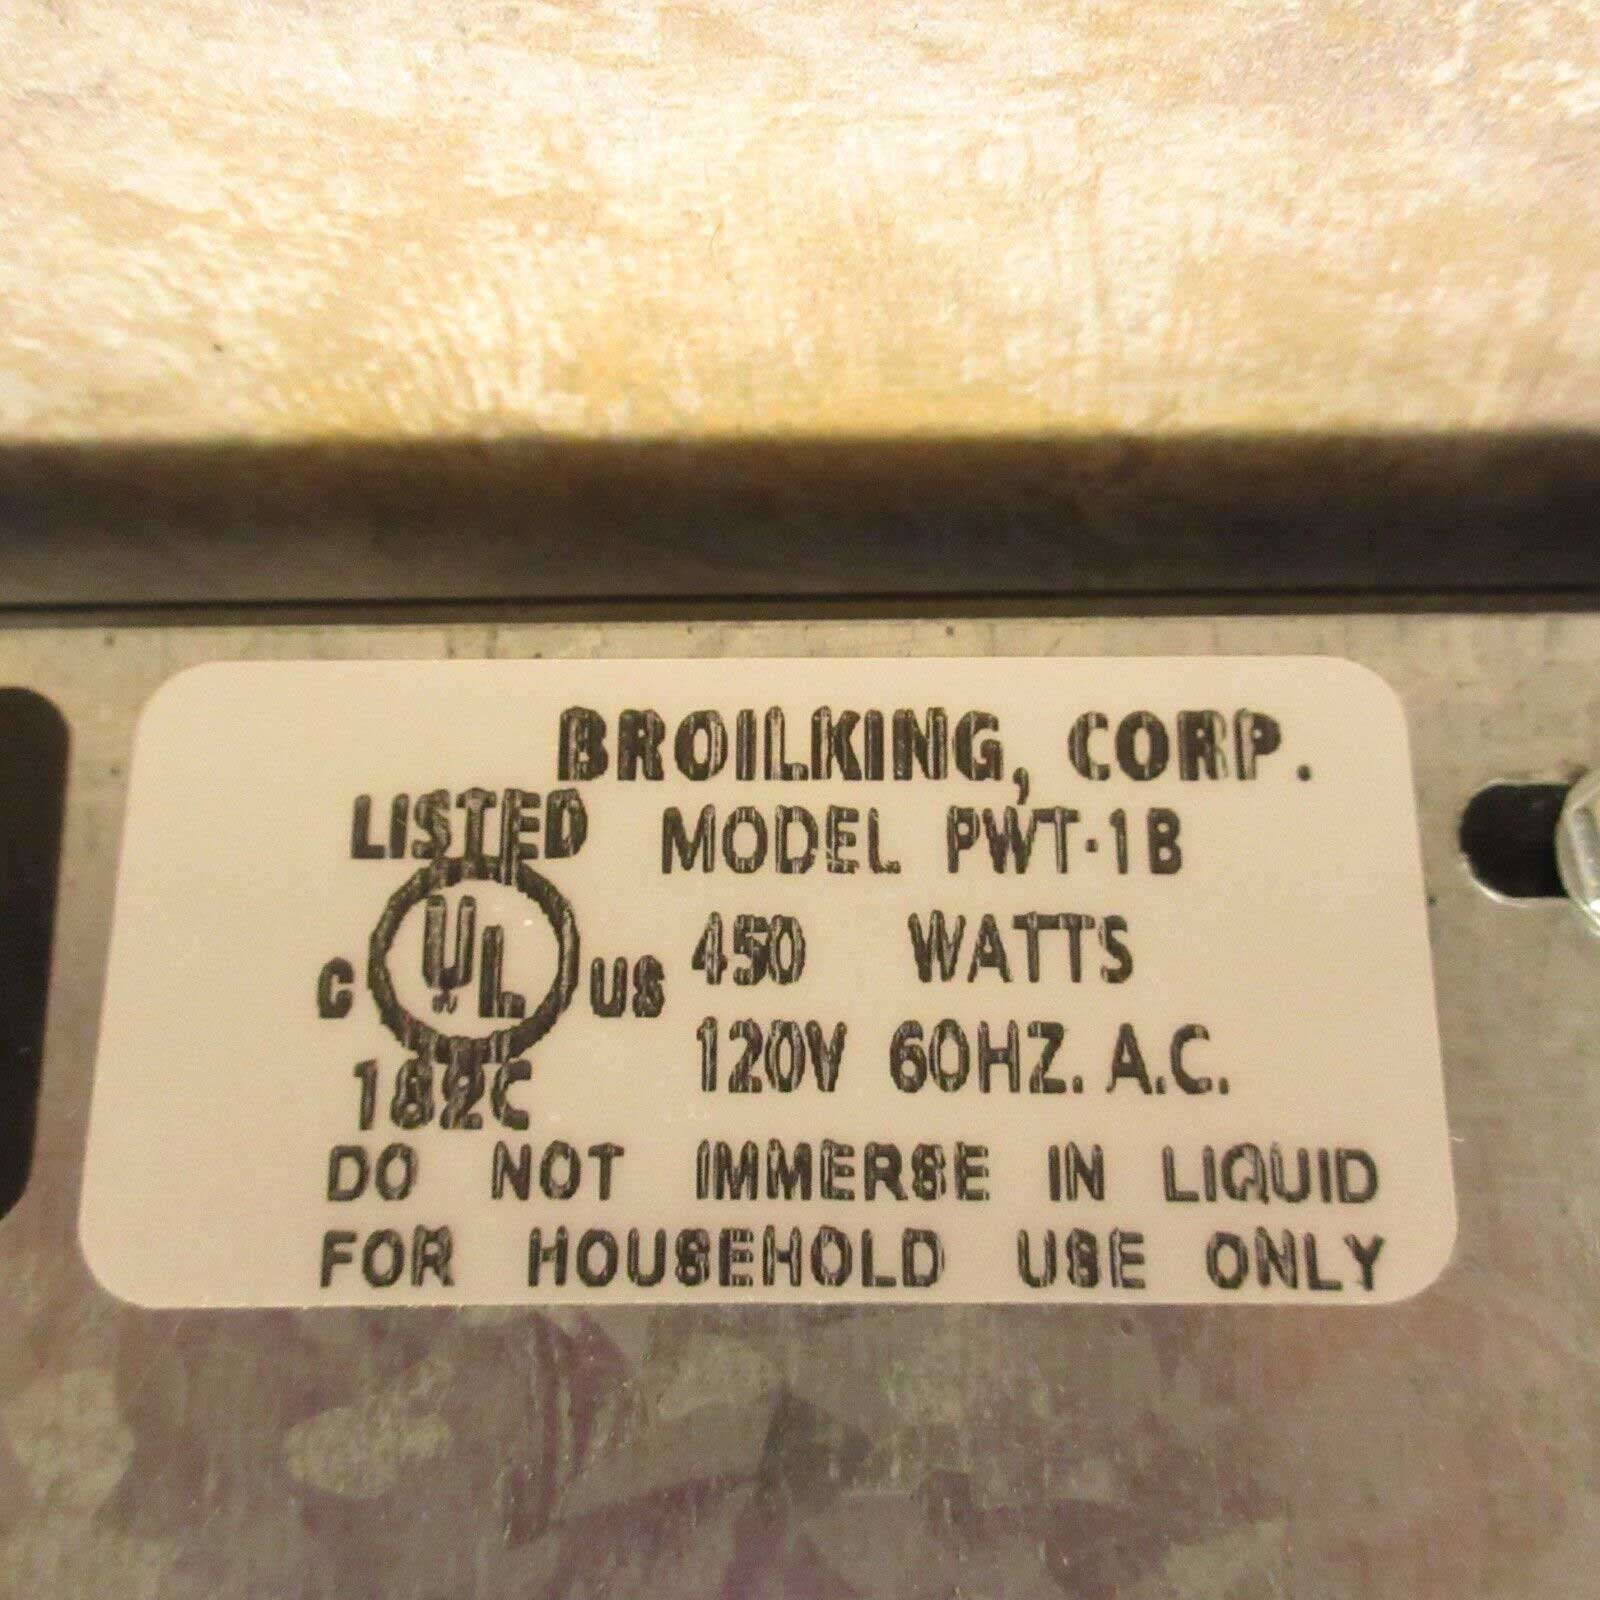 BROILKING, CORP.
LISTED MODEL PWT-1B
C UL US 450 WATTS
182C 120V 60HZ. A.C.
DO NOT IMMERSE IN LIQUID
FOR HOUSEHOLD USE ONLY